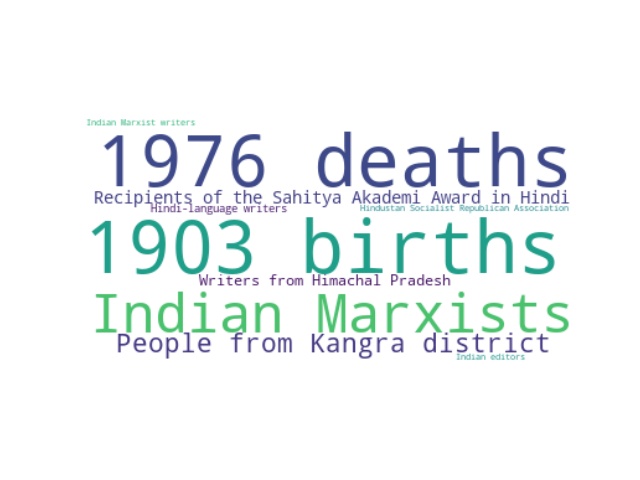 Indian Marxist writers
1976 deaths
Recipients of the Sahitya Akademi Award in Hindi
Hindi-language writers
Hindustan Socialist Republican Association
1903 births
Writers from Himachal Pradesh
Indian Marxists
People from Kangra district
Indian editors